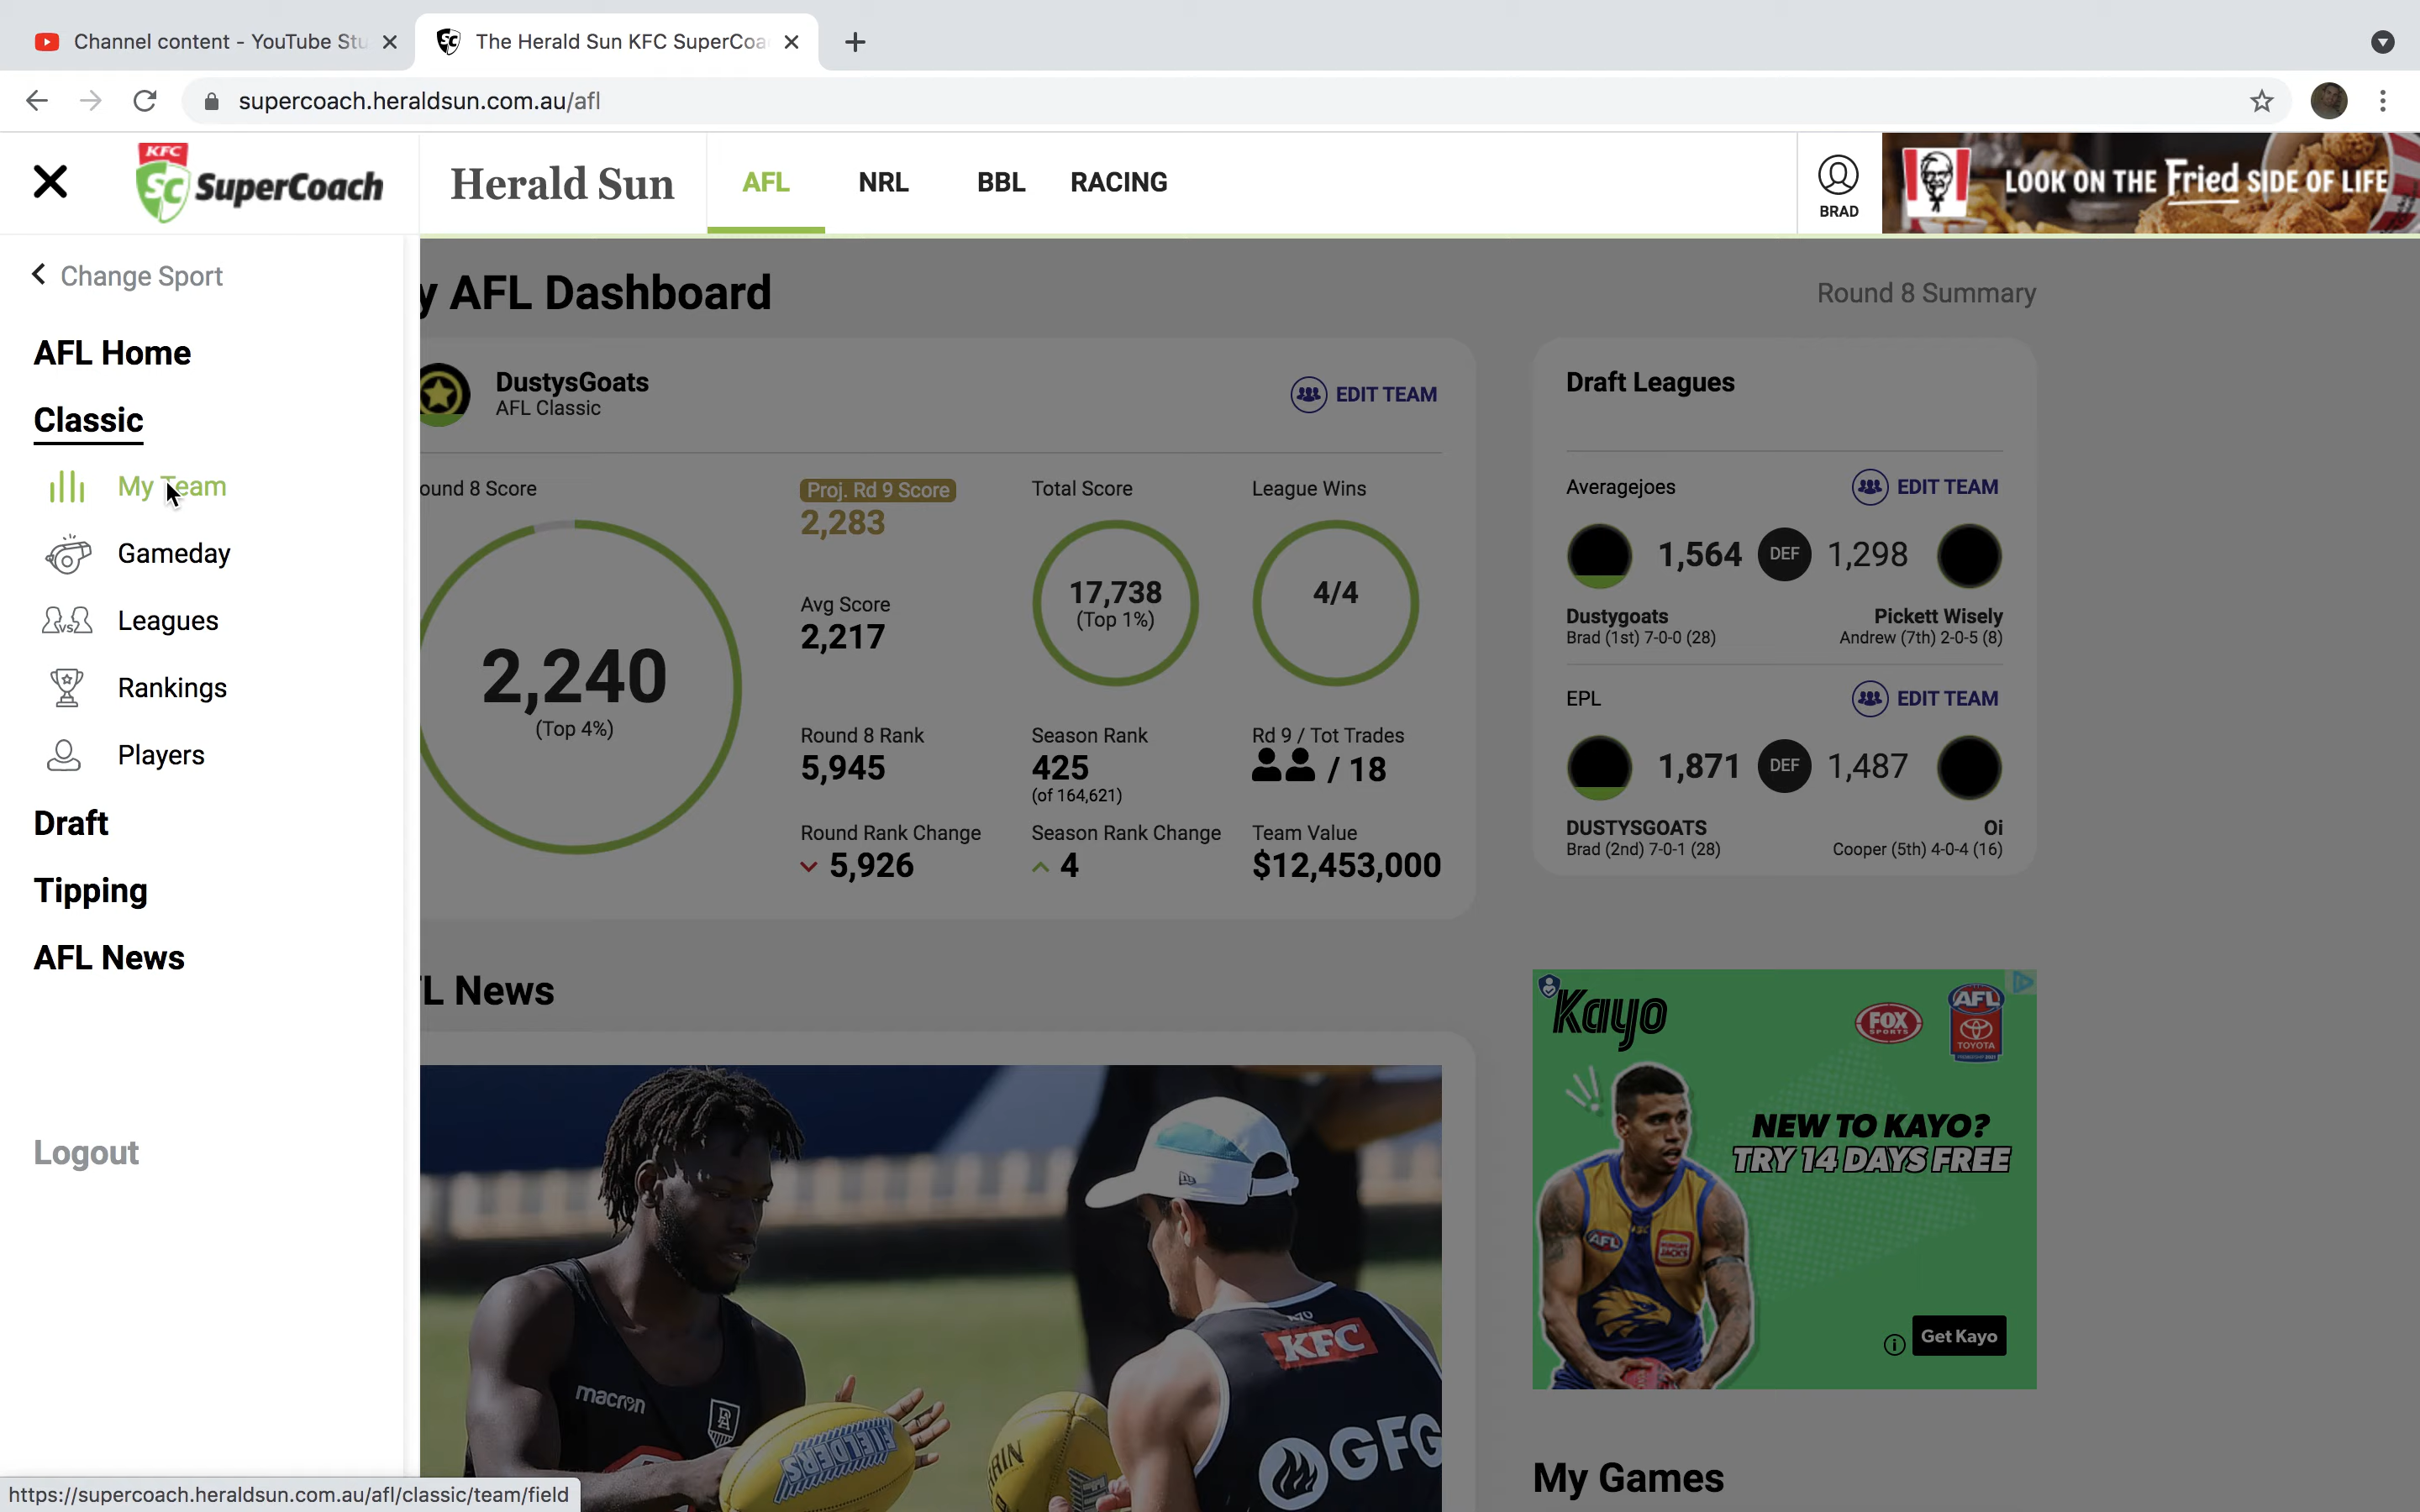 Channel content - YouTube Stu
The Herald Sun KFC SuperCoa
supercoach.heraldsun.com.au/afl
KFC
SC SuperCoach
Herald Sun
AFL
NRL
BBL
RACING
BRAD
LOOK ON THE Fried SIDE OF LIFE
Change Sport
AFL Home
Classic
My Team
Gameday
VS
Leagues
Rankings
Players
Draft
Tipping
AFL News
Logout
y AFL Dashboard
Round 8 Summary
DustysGoats
AFL Classic
EDIT TEAM
ound 8 Score
2,240
(Top 4%)
Proj. Rd 9 Score
2,283
Avg Score
2,217
Total Score
17,738
(Top 1%)
League Wins
4/4
Round 8 Rank
5,945
Season Rank
425
(of 164,621)
Rd 9 / Tot Trades
/ 18
Round Rank Change
5,926
Season Rank Change
4
Team Value
$12,453,000
Draft Leagues
Averagejoes
EDIT TEAM
1,564 DEF 1,298
Dustygoats
Brad (1st) 7-0-0 (28)
Pickett Wisely
Andrew (7th) 2-0-5 (8)
EPL
EDIT TEAM
1,871 DEF 1,487
DUSTYSGOATS
Brad (2nd) 7-0-1 (28)
Oi
Cooper (5th) 4-0-4 (16)
L News
macron
FIELDERS
RIN
KFC
GFG
Kayo
FOX
SPORTS
AFL
TOYOTA
NEW TO KAYO?
TRY 14 DAYS FREE
AFL
HUNGRY
JACK'S
Get Kayo
My Games
https://supercoach.heraldsun.com.au/afl/classic/team/field